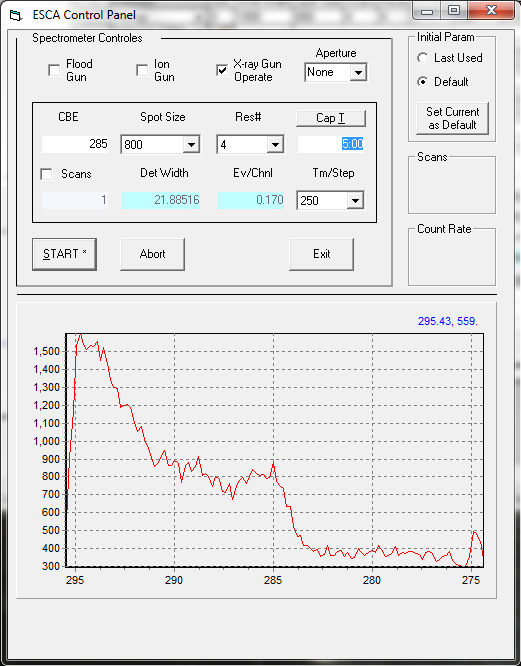 ESCA Control Panel
Spectrometer Controles
Flood Gun
Ion Gun
X-ray Gun Operate
Aperture
None
CBE
Spot Size
Res#
Cap T
285
800
4
5:00
Scans
Det Width
Ev/Chnl
Tm/Step
1
21.88516
0.170
250
START *
Abort
Exit
Initial Param
Last Used
Default
Set Current
as Default
Scans
Count Rate
295.43, 559.
1,500
1,400
1,300
1,200
1,100
1,000
900
800
700
600
500
400
300
295 290 285 280 275